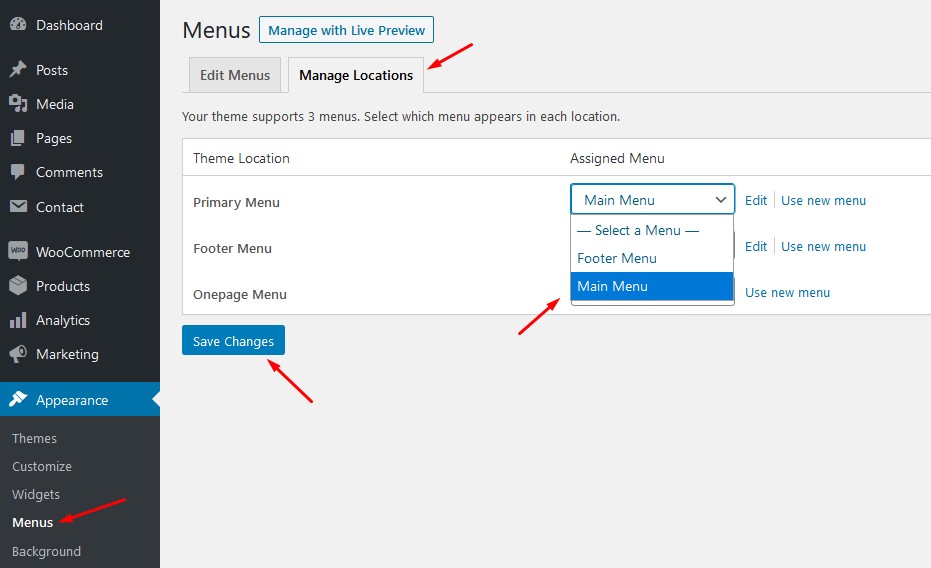 Dashboard
Posts
Media
Pages
Comments
Contact
WOO
WooCommerce
Products
Analytics
Marketing
Appearance
Themes
Customize
Widgets
Menus
Background
Menus Manage with Live Preview
Edit Menus Manage Locations
Your theme supports 3 menus. Select which menu appears in each location.
Theme Location Assigned Menu
Primary Menu Main Menu Edit Use new menu
— Select a Menu —
Footer Menu Edit Use new menu
Footer Menu
Main Menu
Onepage Menu Use new menu
Save Changes